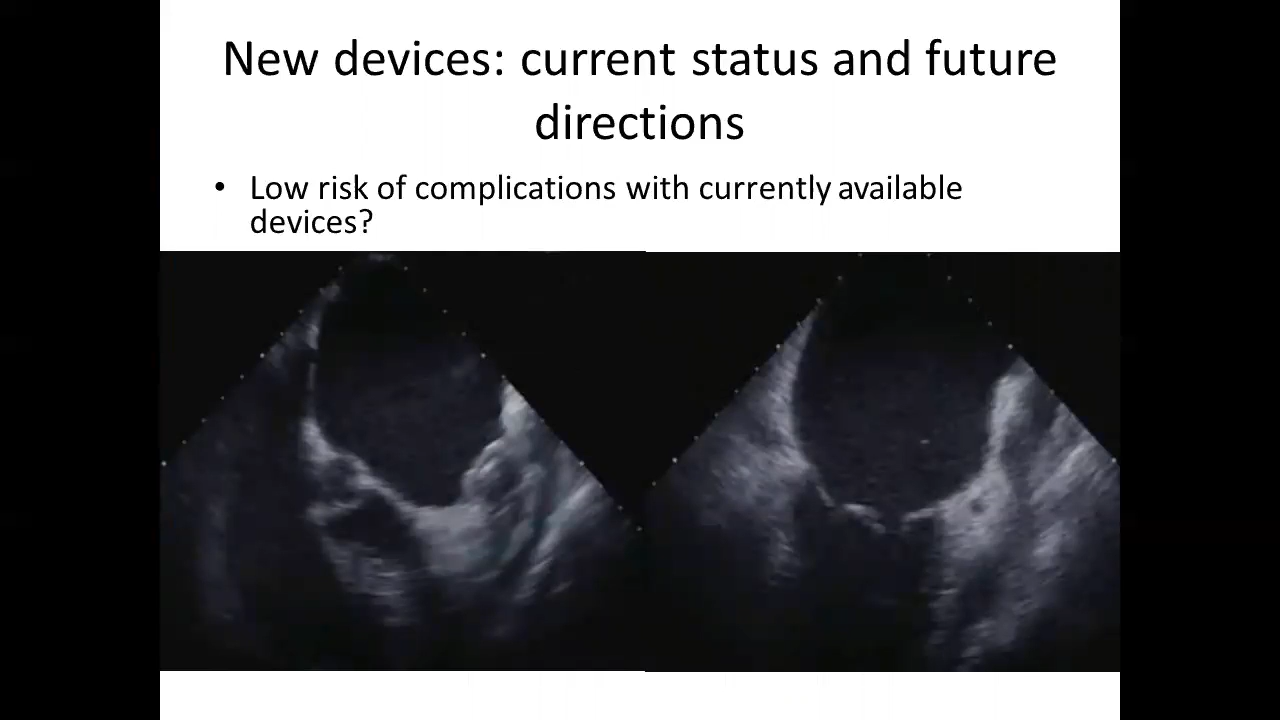 New devices: current status and future
directions
• Low risk of complications with currently available
devices?